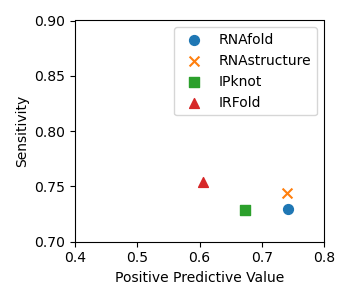 0.90
0.85
0.80
0.75
0.70
Sensitivity
RNAfold
RNAstructure
IPknot
IRFold
0.4 0.5 0.6 0.7 0.8
Positive Predictive Value